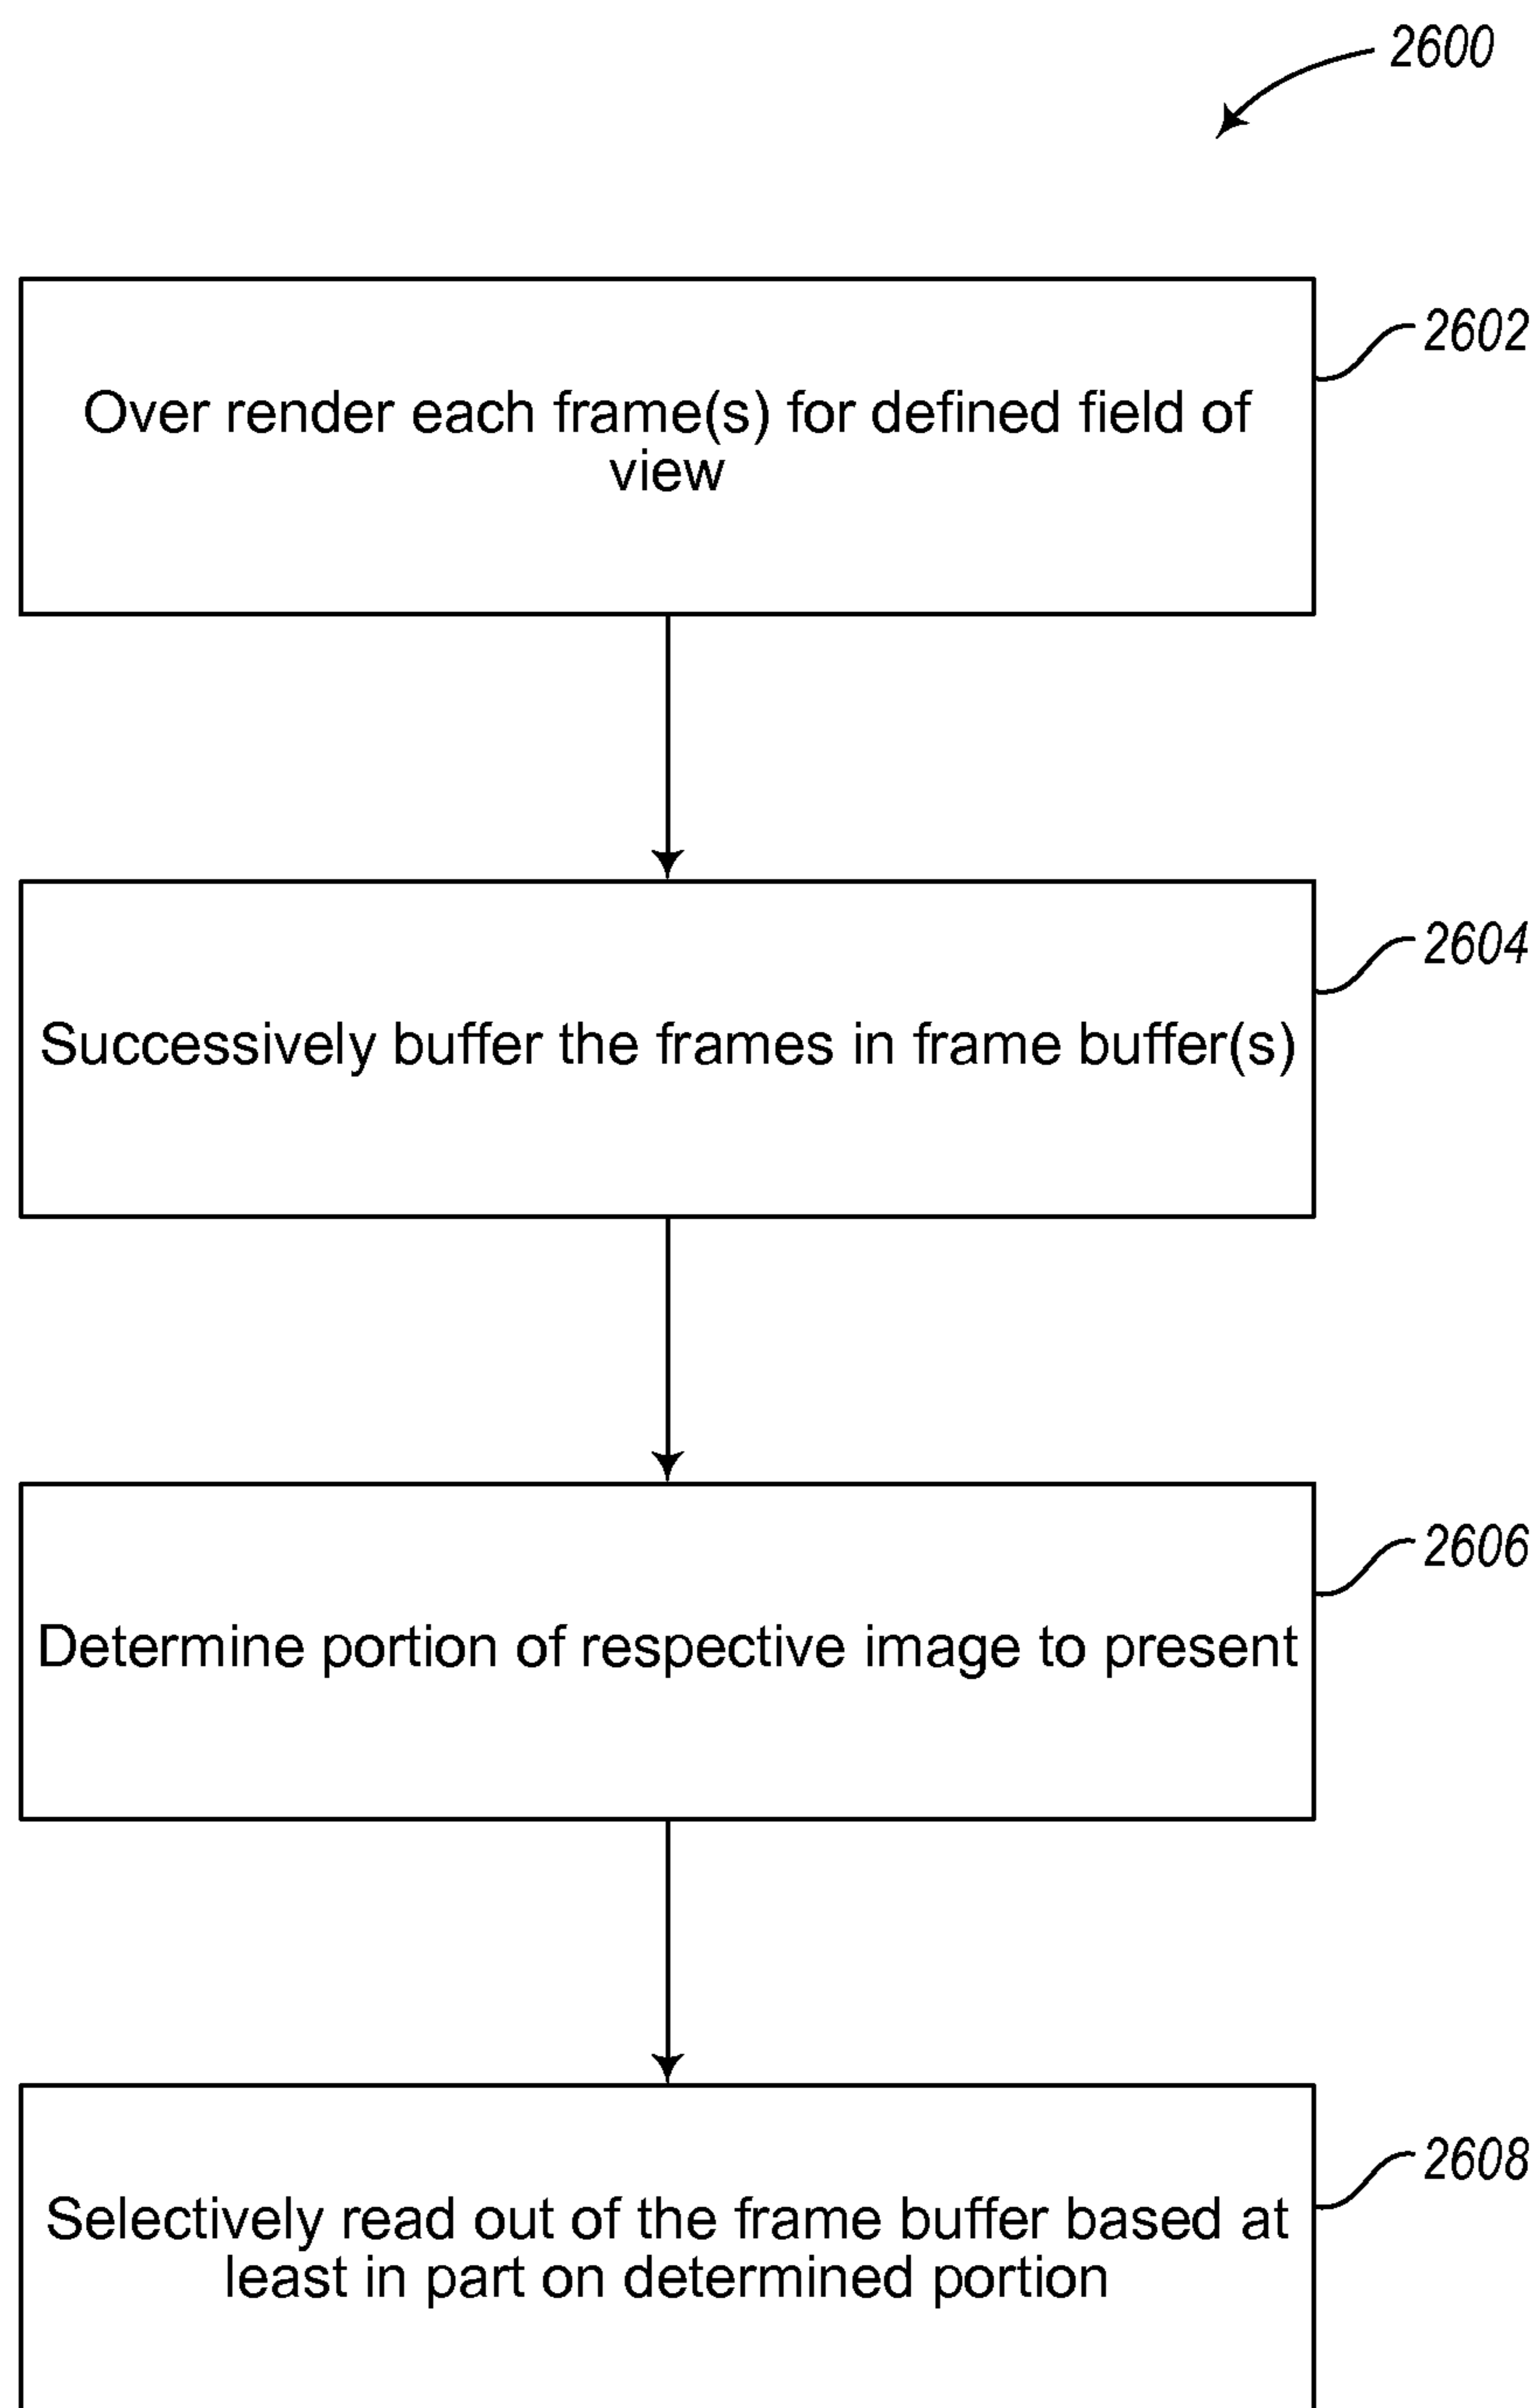 2600
2602
Over render each frame(s) for defined field of
view
2604
Successively buffer the frames in frame buffer(s)
2606
Determine portion of respective image to present
2608
Selectively read out of the frame buffer based at
least in part on determined portion